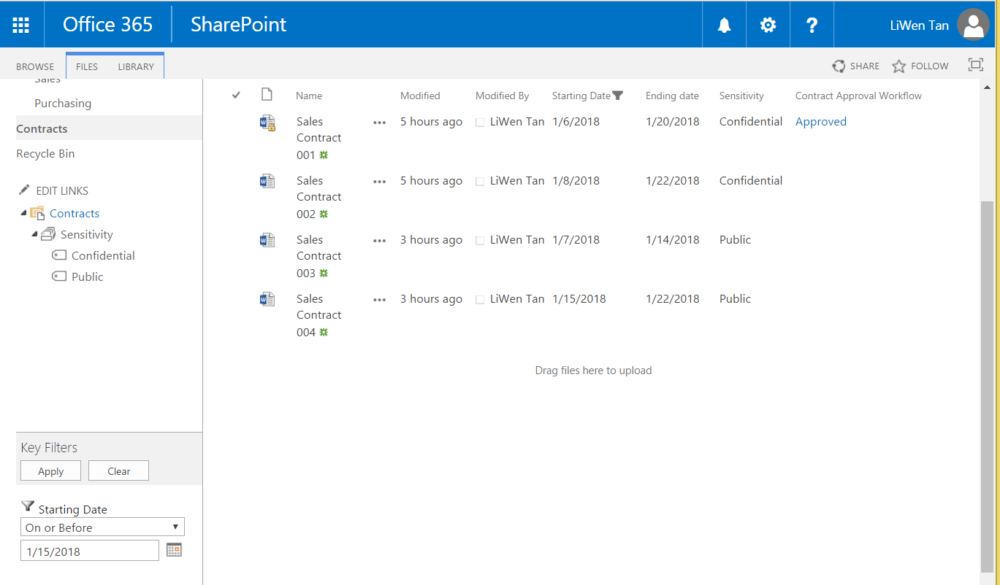 Office 365 SharePoint LiWen Tan
BROWSE FILES LIBRARY SHARE FOLLOW
Sales
Purchasing
Contracts
Recycle Bin
EDIT LINKS
Contracts
Sensitivity
Confidential
Public
Key Filters
Apply Clear
Starting Date
On or Before
1/15/2018
Name Modified Modified By Starting Date Ending date Sensitivity Contract Approval Workflow
Sales ... 5 hours ago LiWen Tan 1/6/2018 1/20/2018 Confidential Approved
Contract
001
Sales ... 5 hours ago LiWen Tan 1/8/2018 1/22/2018 Confidential
Contract
002
Sales ... 3 hours ago LiWen Tan 1/7/2018 1/14/2018 Public
Contract
003
Sales ... 3 hours ago LiWen Tan 1/15/2018 1/22/2018 Public
Contract
004
Drag files here to upload